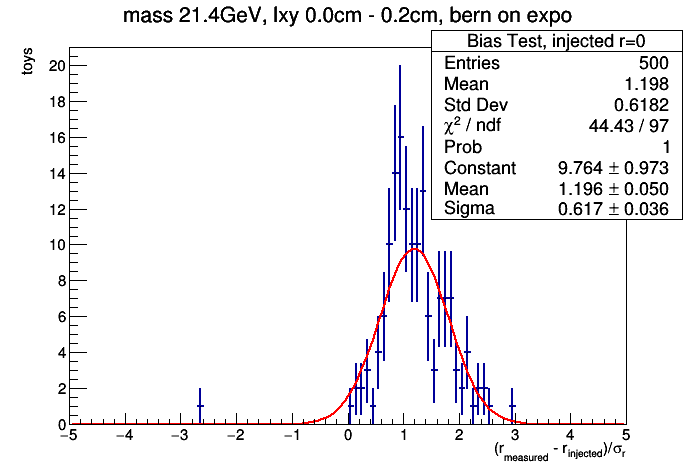 mass 21.4GeV, lxy 0.0cm - 0.2cm, bern on expo
toys
Bias Test, injected r=0
Entries 500
Mean 1.198
Std Dev 0.6182
χ² / ndf 44.43 / 97
Prob 1
Constant 9.764 ± 0.973
Mean 1.196 ± 0.050
Sigma 0.617 ± 0.036
20
18
16
14
12
10
8
6
4
2
0
−5 −4 −3 −2 −1 0 1 2 3 4 5
(r_measured - r_injected)/σ_r